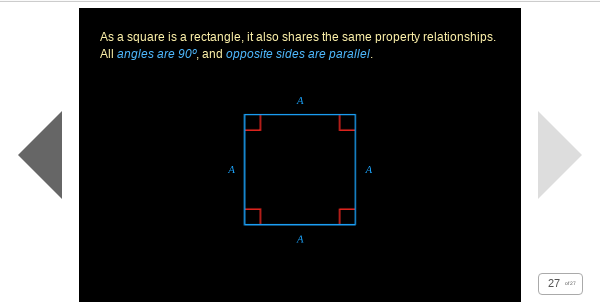 As a square is a rectangle, it also shares the same property relationships.
All angles are 90º, and opposite sides are parallel.
A
A
A
A
27 of 27